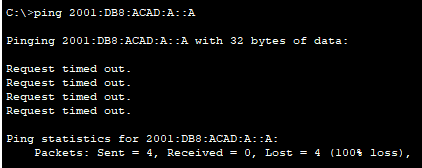 C:\>ping 2001:DB8:ACAD:A::A
Pinging 2001:DB8:ACAD:A::A with 32 bytes of data:
Request timed out.
Request timed out.
Request timed out.
Request timed out.
Ping statistics for 2001:DB8:ACAD:A::A:
    Packets: Sent = 4, Received = 0, Lost = 4 (100% loss),